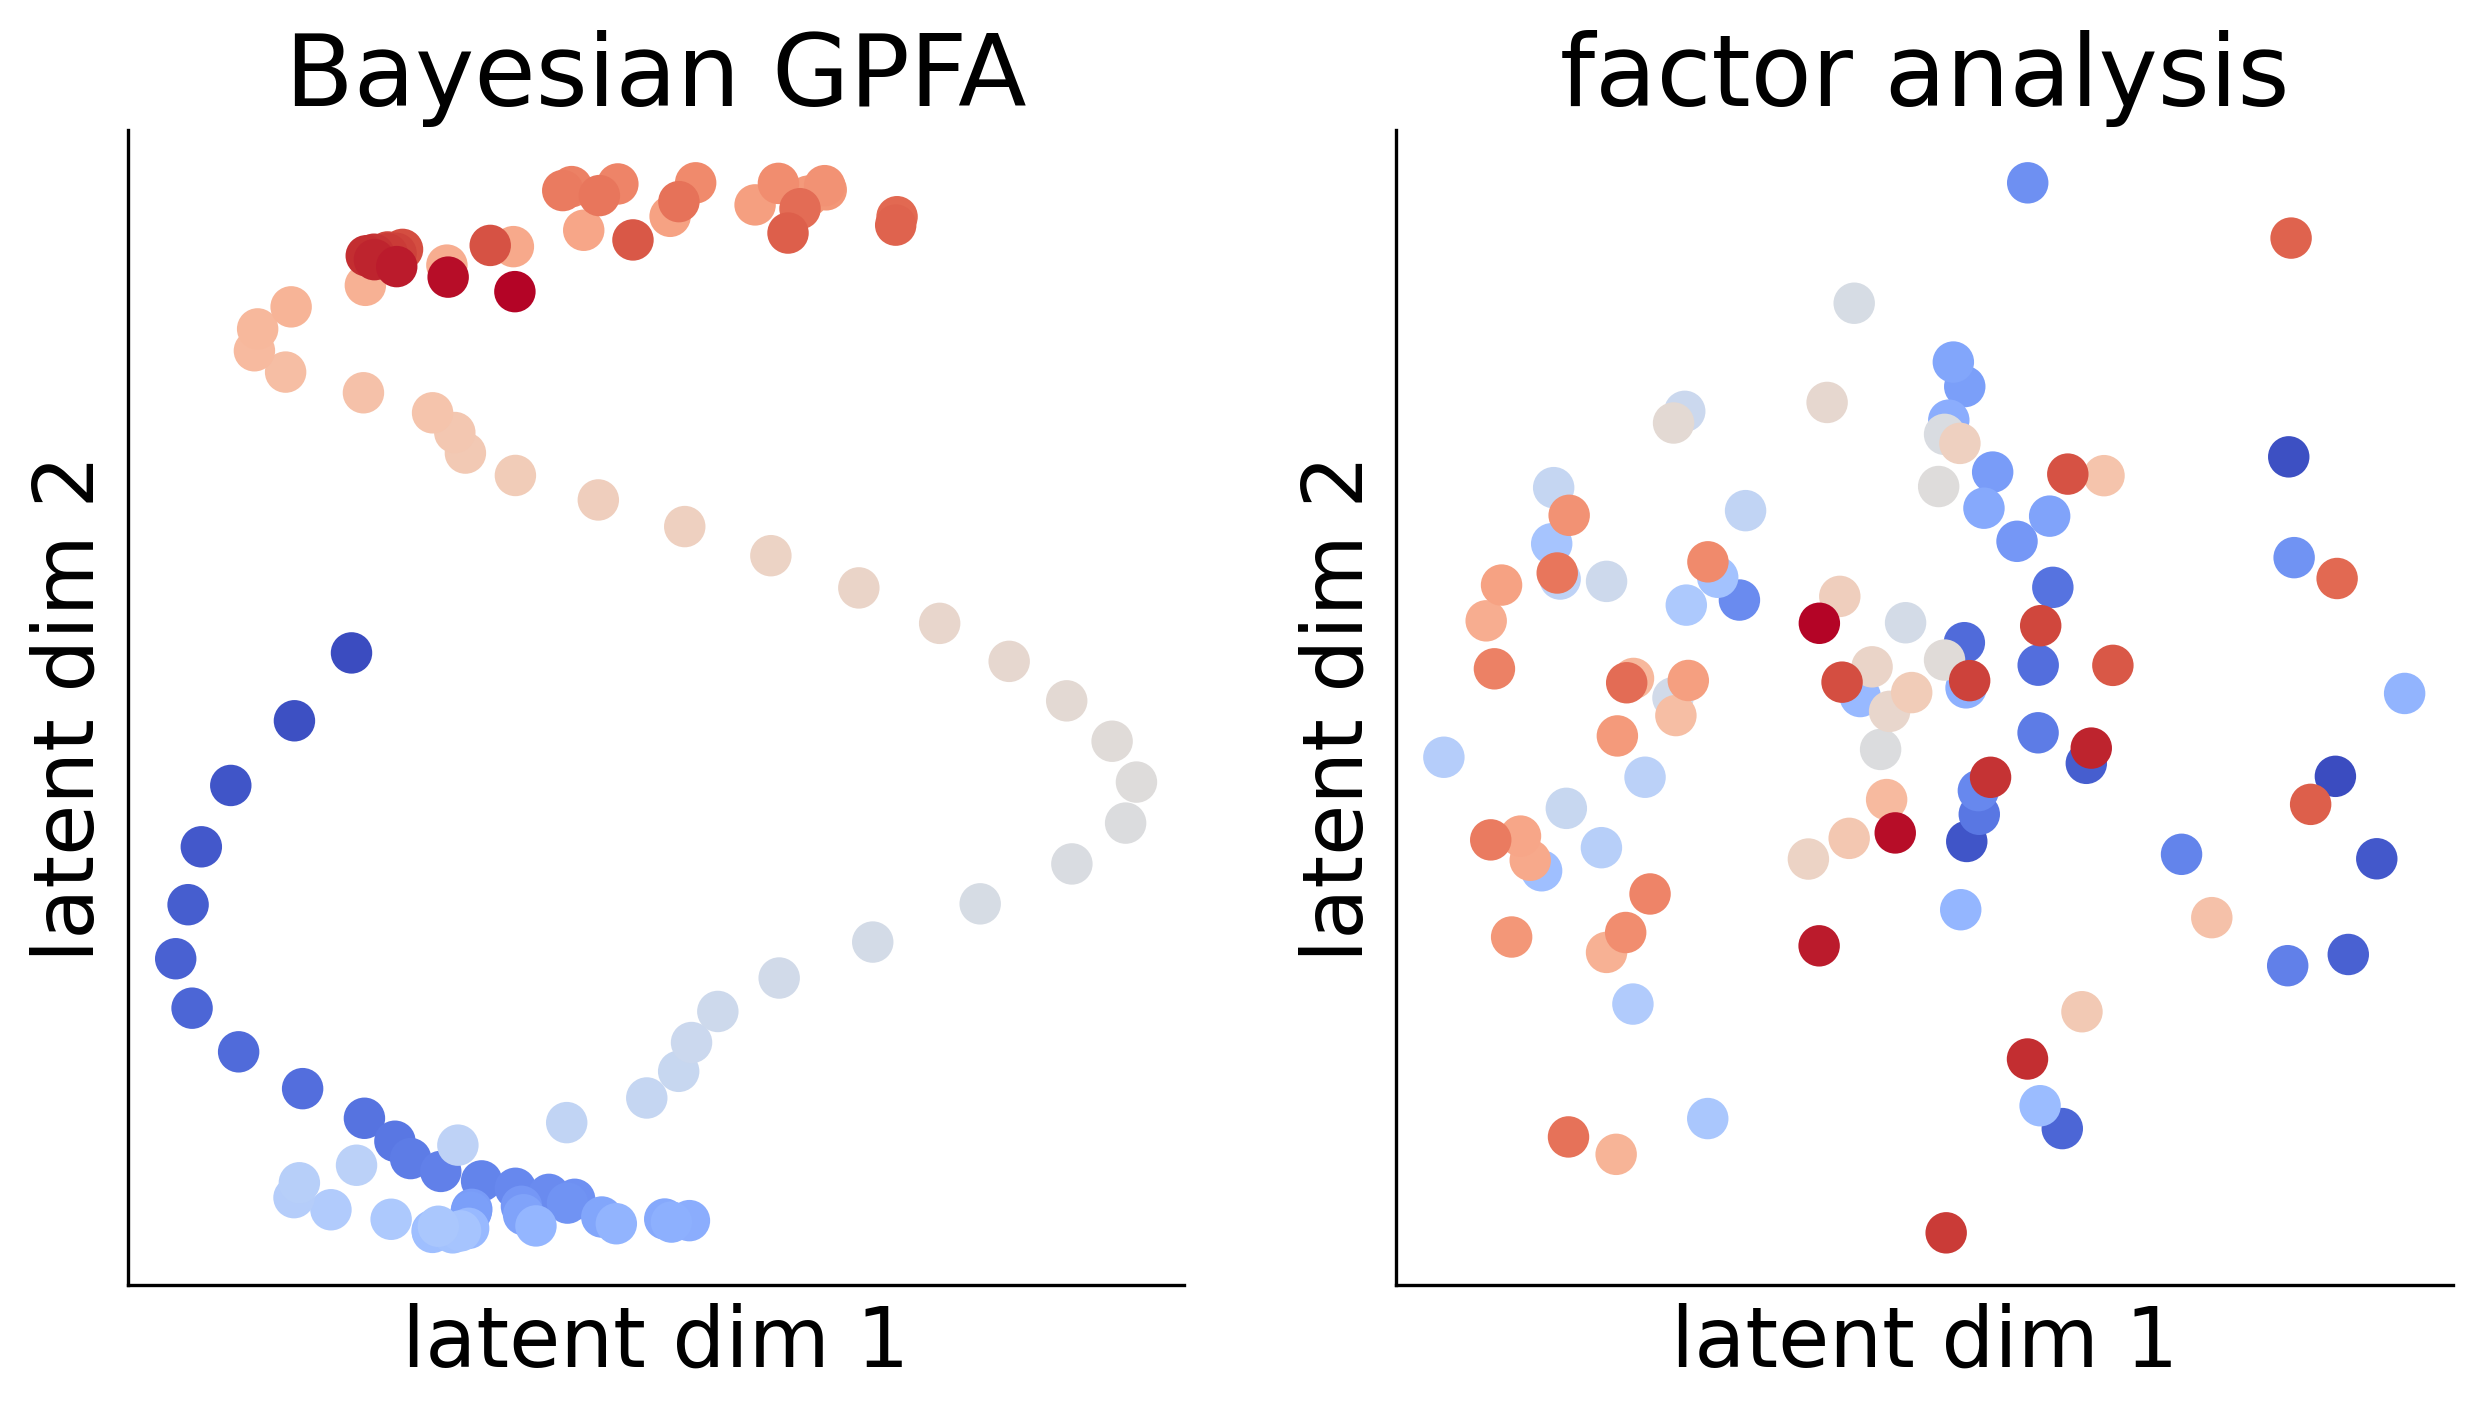 Bayesian GPFA
latent dim 2
latent dim 1
factor analysis
latent dim 2
latent dim 1